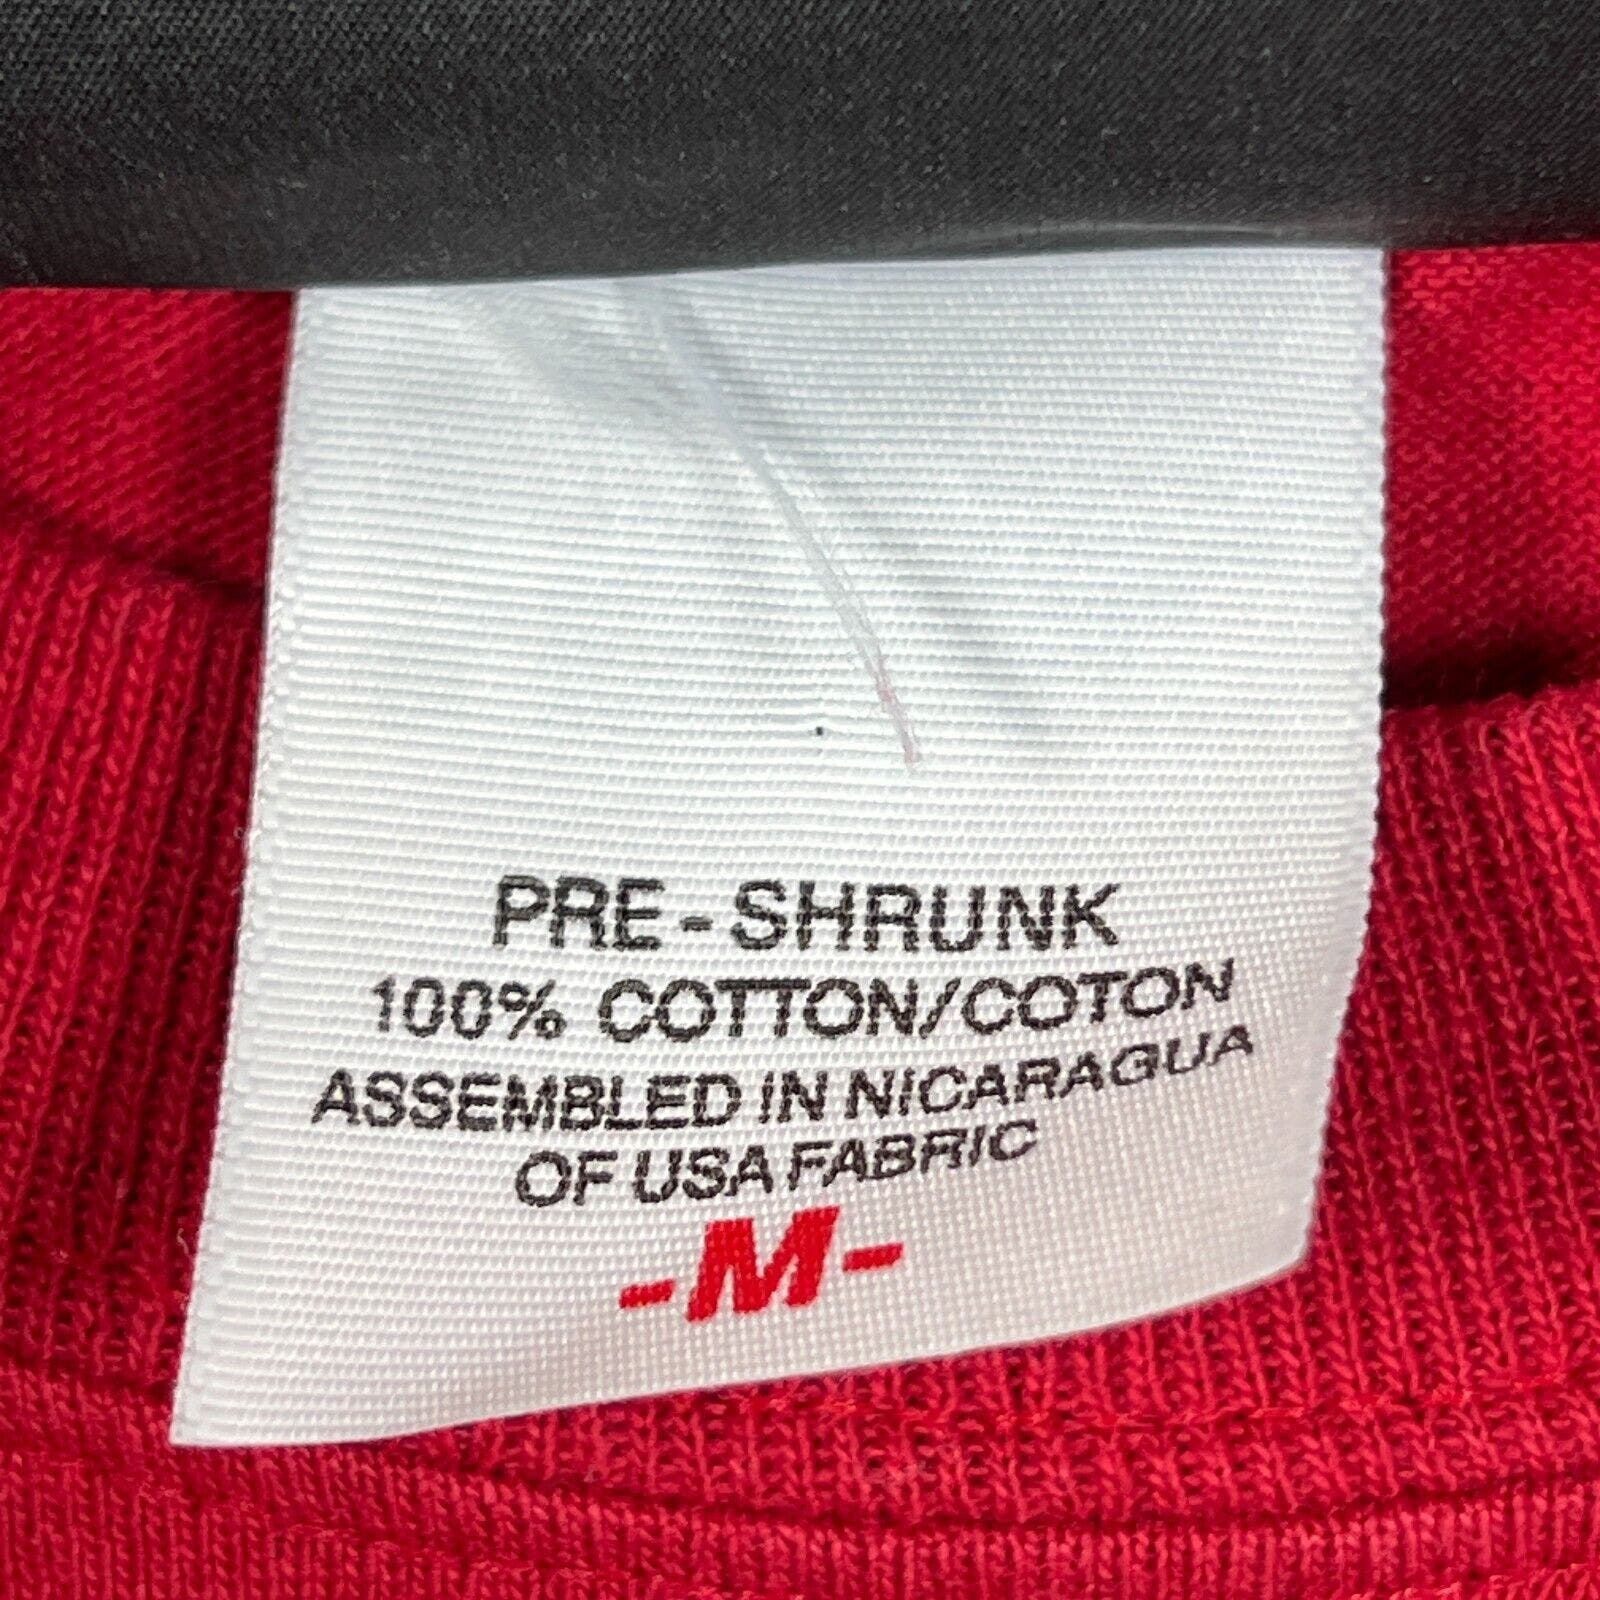 PRE-SHRUNK
100% COTTON/COTON
ASSEMBLED IN NICARAGUA
OF USA FABRIC
-M-